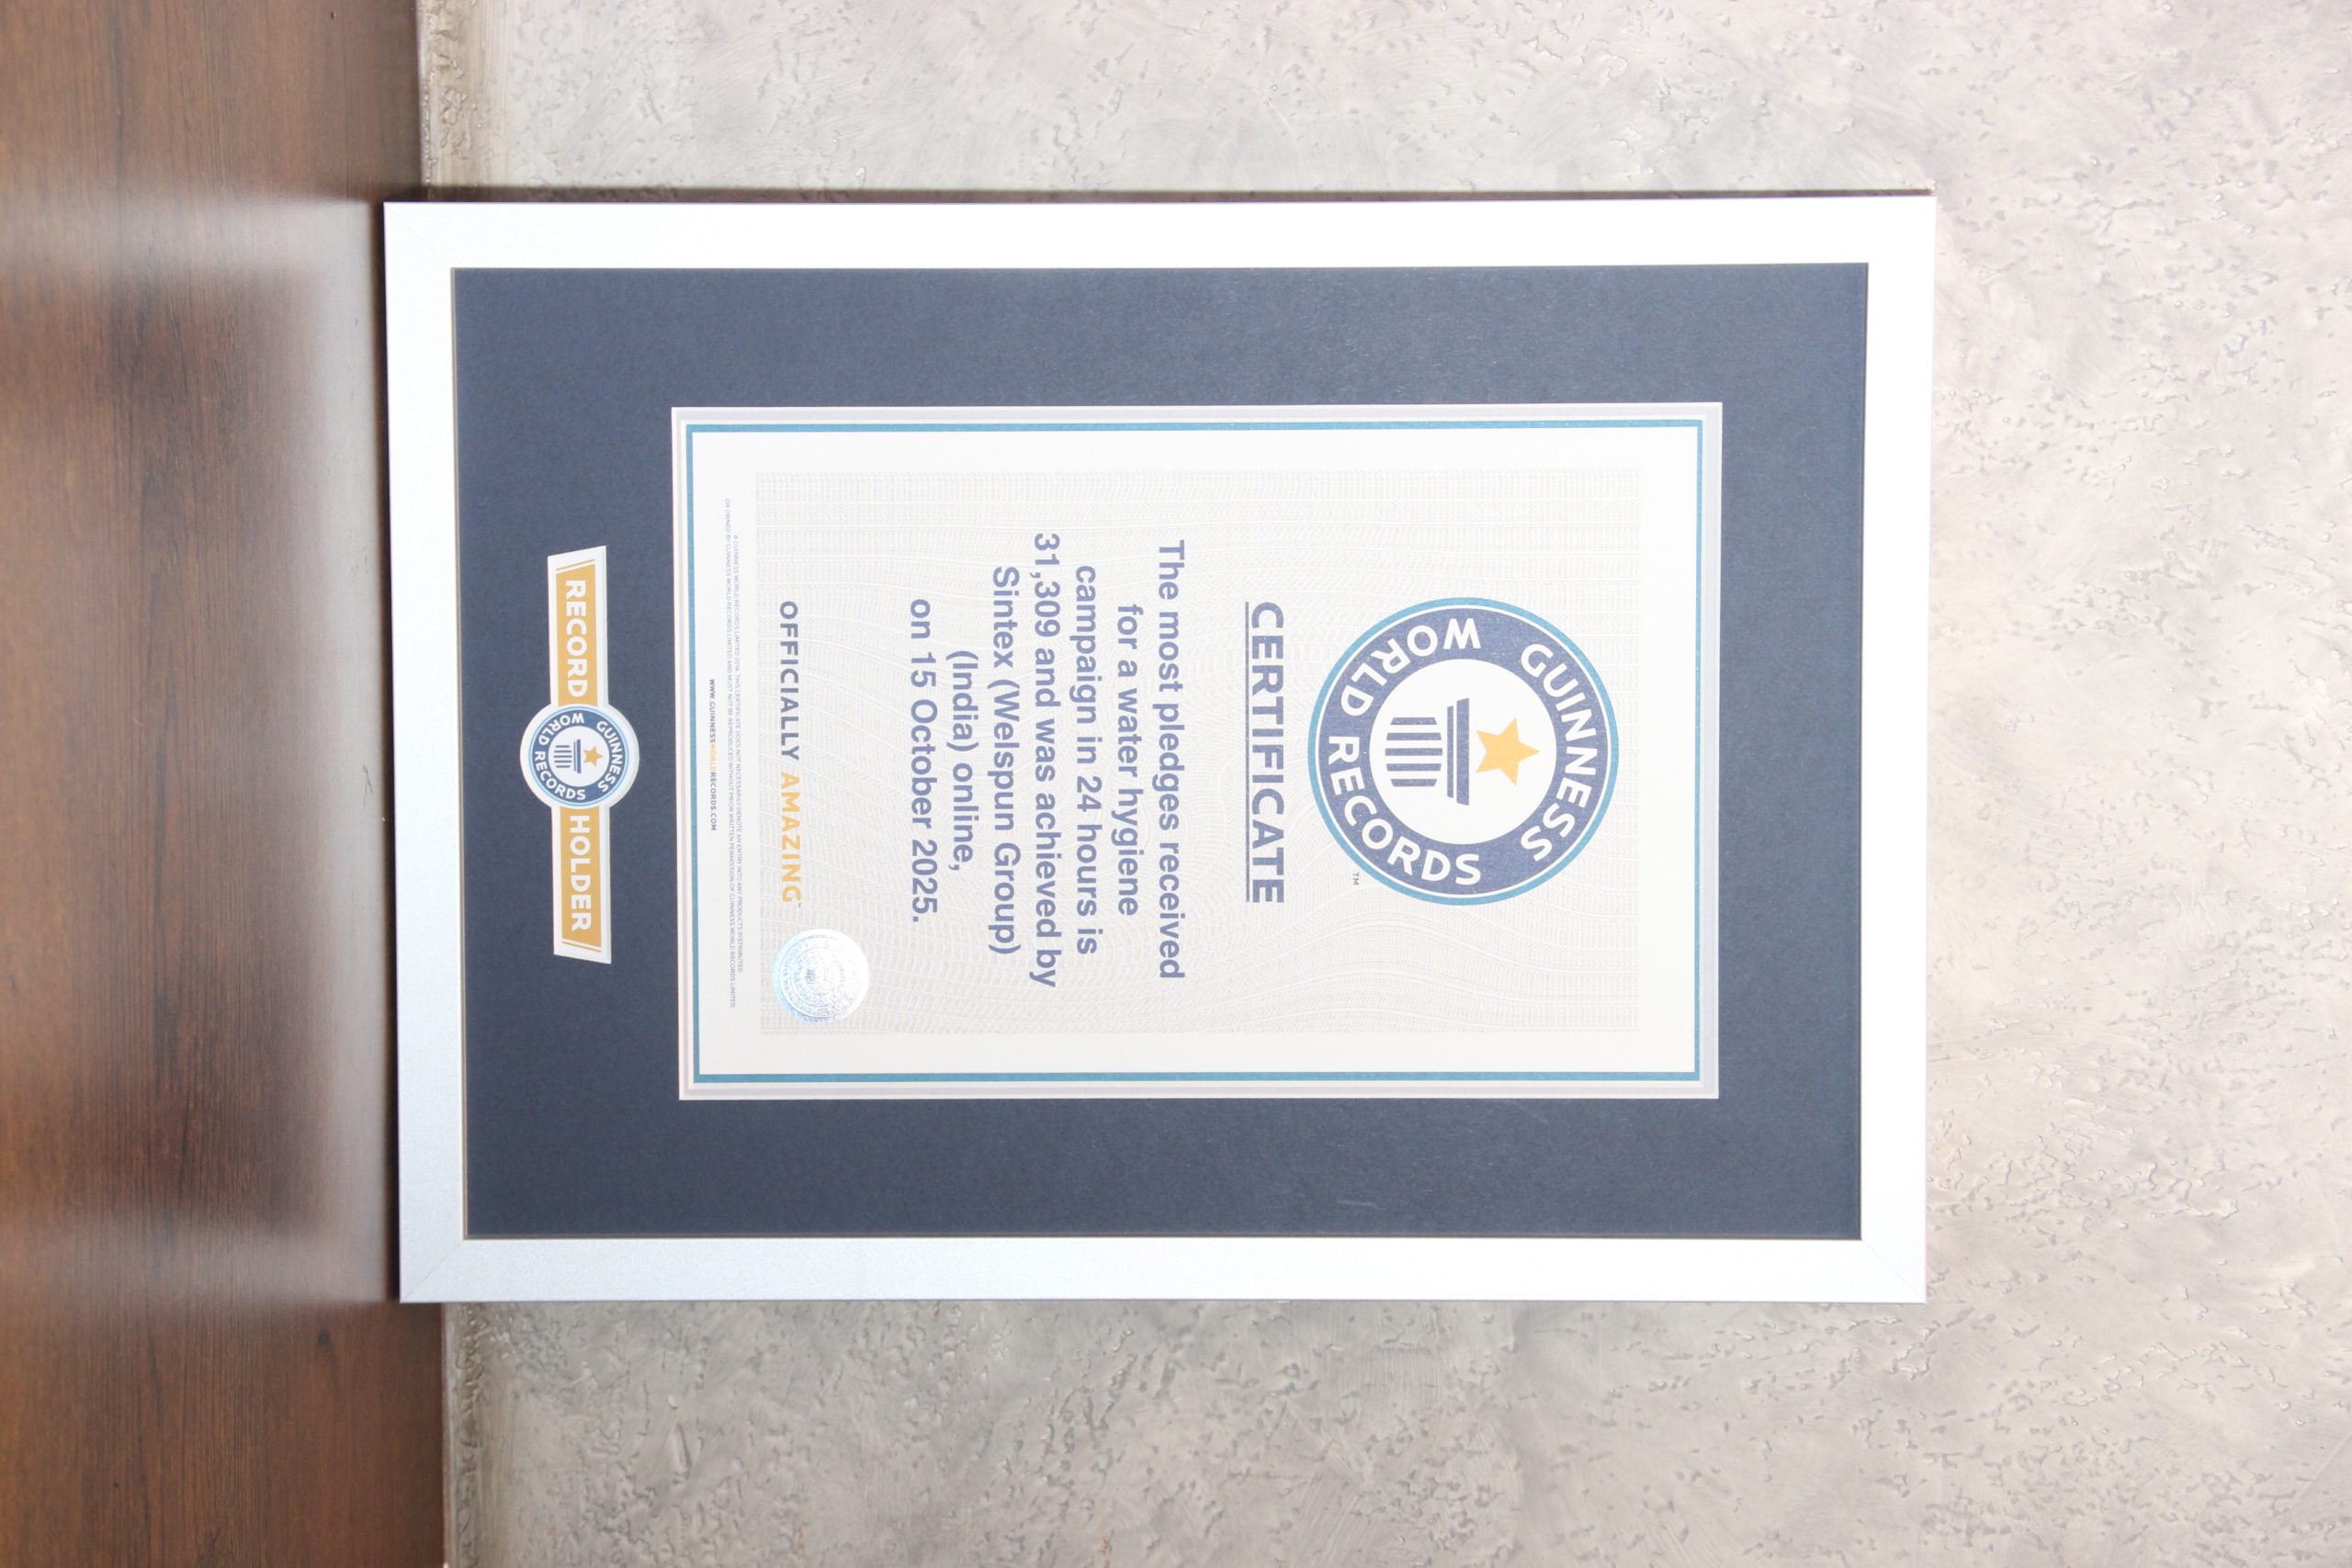 GUINNESS
WORLD RECORDS
TM
CERTIFICATE
The most pledges received
for a water hygiene
campaign in 24 hours is
31,309 and was achieved by
Sintex (Welspun Group)
(India) online,
on 15 October 2025.
OFFICIALLY AMAZING
WWW.GUINNESSWORLDRECORDS.COM
RECORD
GUINNESS
WORLD RECORDS
HOLDER